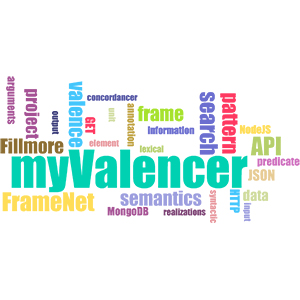 arguments
project
output
valence
GET
concordancer
unit
annotation
frame
information
search
pattern
NodeJS
API
Fillmore
element
lexical
predicate
myValencer
JSON
FrameNet
semantics
MongoDB
realizations
syntactic
HTTP
data
input